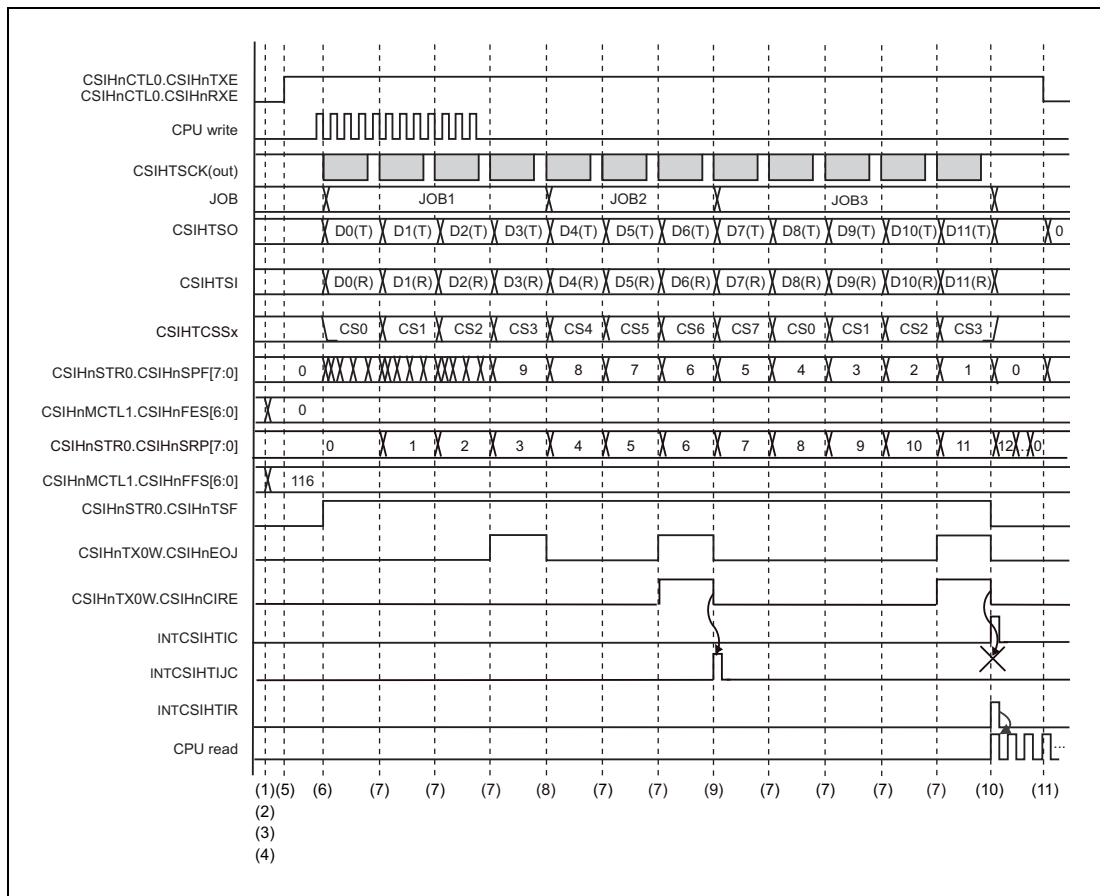 CSIHnCTL0.CSIHnTXE
CSIHnCTL0.CSIHnRXE
CPU write
CSIHTSCK(out)
JOB JOB1 JOB2 JOB3
CSIHTSO D0(T) D1(T) D2(T) D3(T) D4(T) D5(T) D6(T) D7(T) D8(T) D9(T) D10(T) D11(T) 0
CSIHTSI D0(R) D1(R) D2(R) D3(R) D4(R) D5(R) D6(R) D7(R) D8(R) D9(R) D10(R) D11(R)
CSIHTCSSx CS0 CS1 CS2 CS3 CS4 CS5 CS6 CS7 CS0 CS1 CS2 CS3
CSIHnSTR0.CSIHnSPF[7:0] 0 9 8 7 6 5 4 3 2 1 0
CSIHnMCTL1.CSIHnFES[6:0] 0
CSIHnSTR0.CSIHnSRP[7:0] 0 1 2 3 4 5 6 7 8 9 10 11 12 ... 0
CSIHnMCTL1.CSIHnFFS[6:0] 116
CSIHnSTR0.CSIHnTSF
CSIHnTX0W.CSIHnEOJ
CSIHnTX0W.CSIHnCIRE
INTCSIHTIC
INTCSIHTIJC
INTCSIHTIR
CPU read ...
(1) (5) (6) (7) (7) (7) (8) (7) (7) (9) (7) (7) (7) (7) (10) (11)
(2)
(3)
(4)